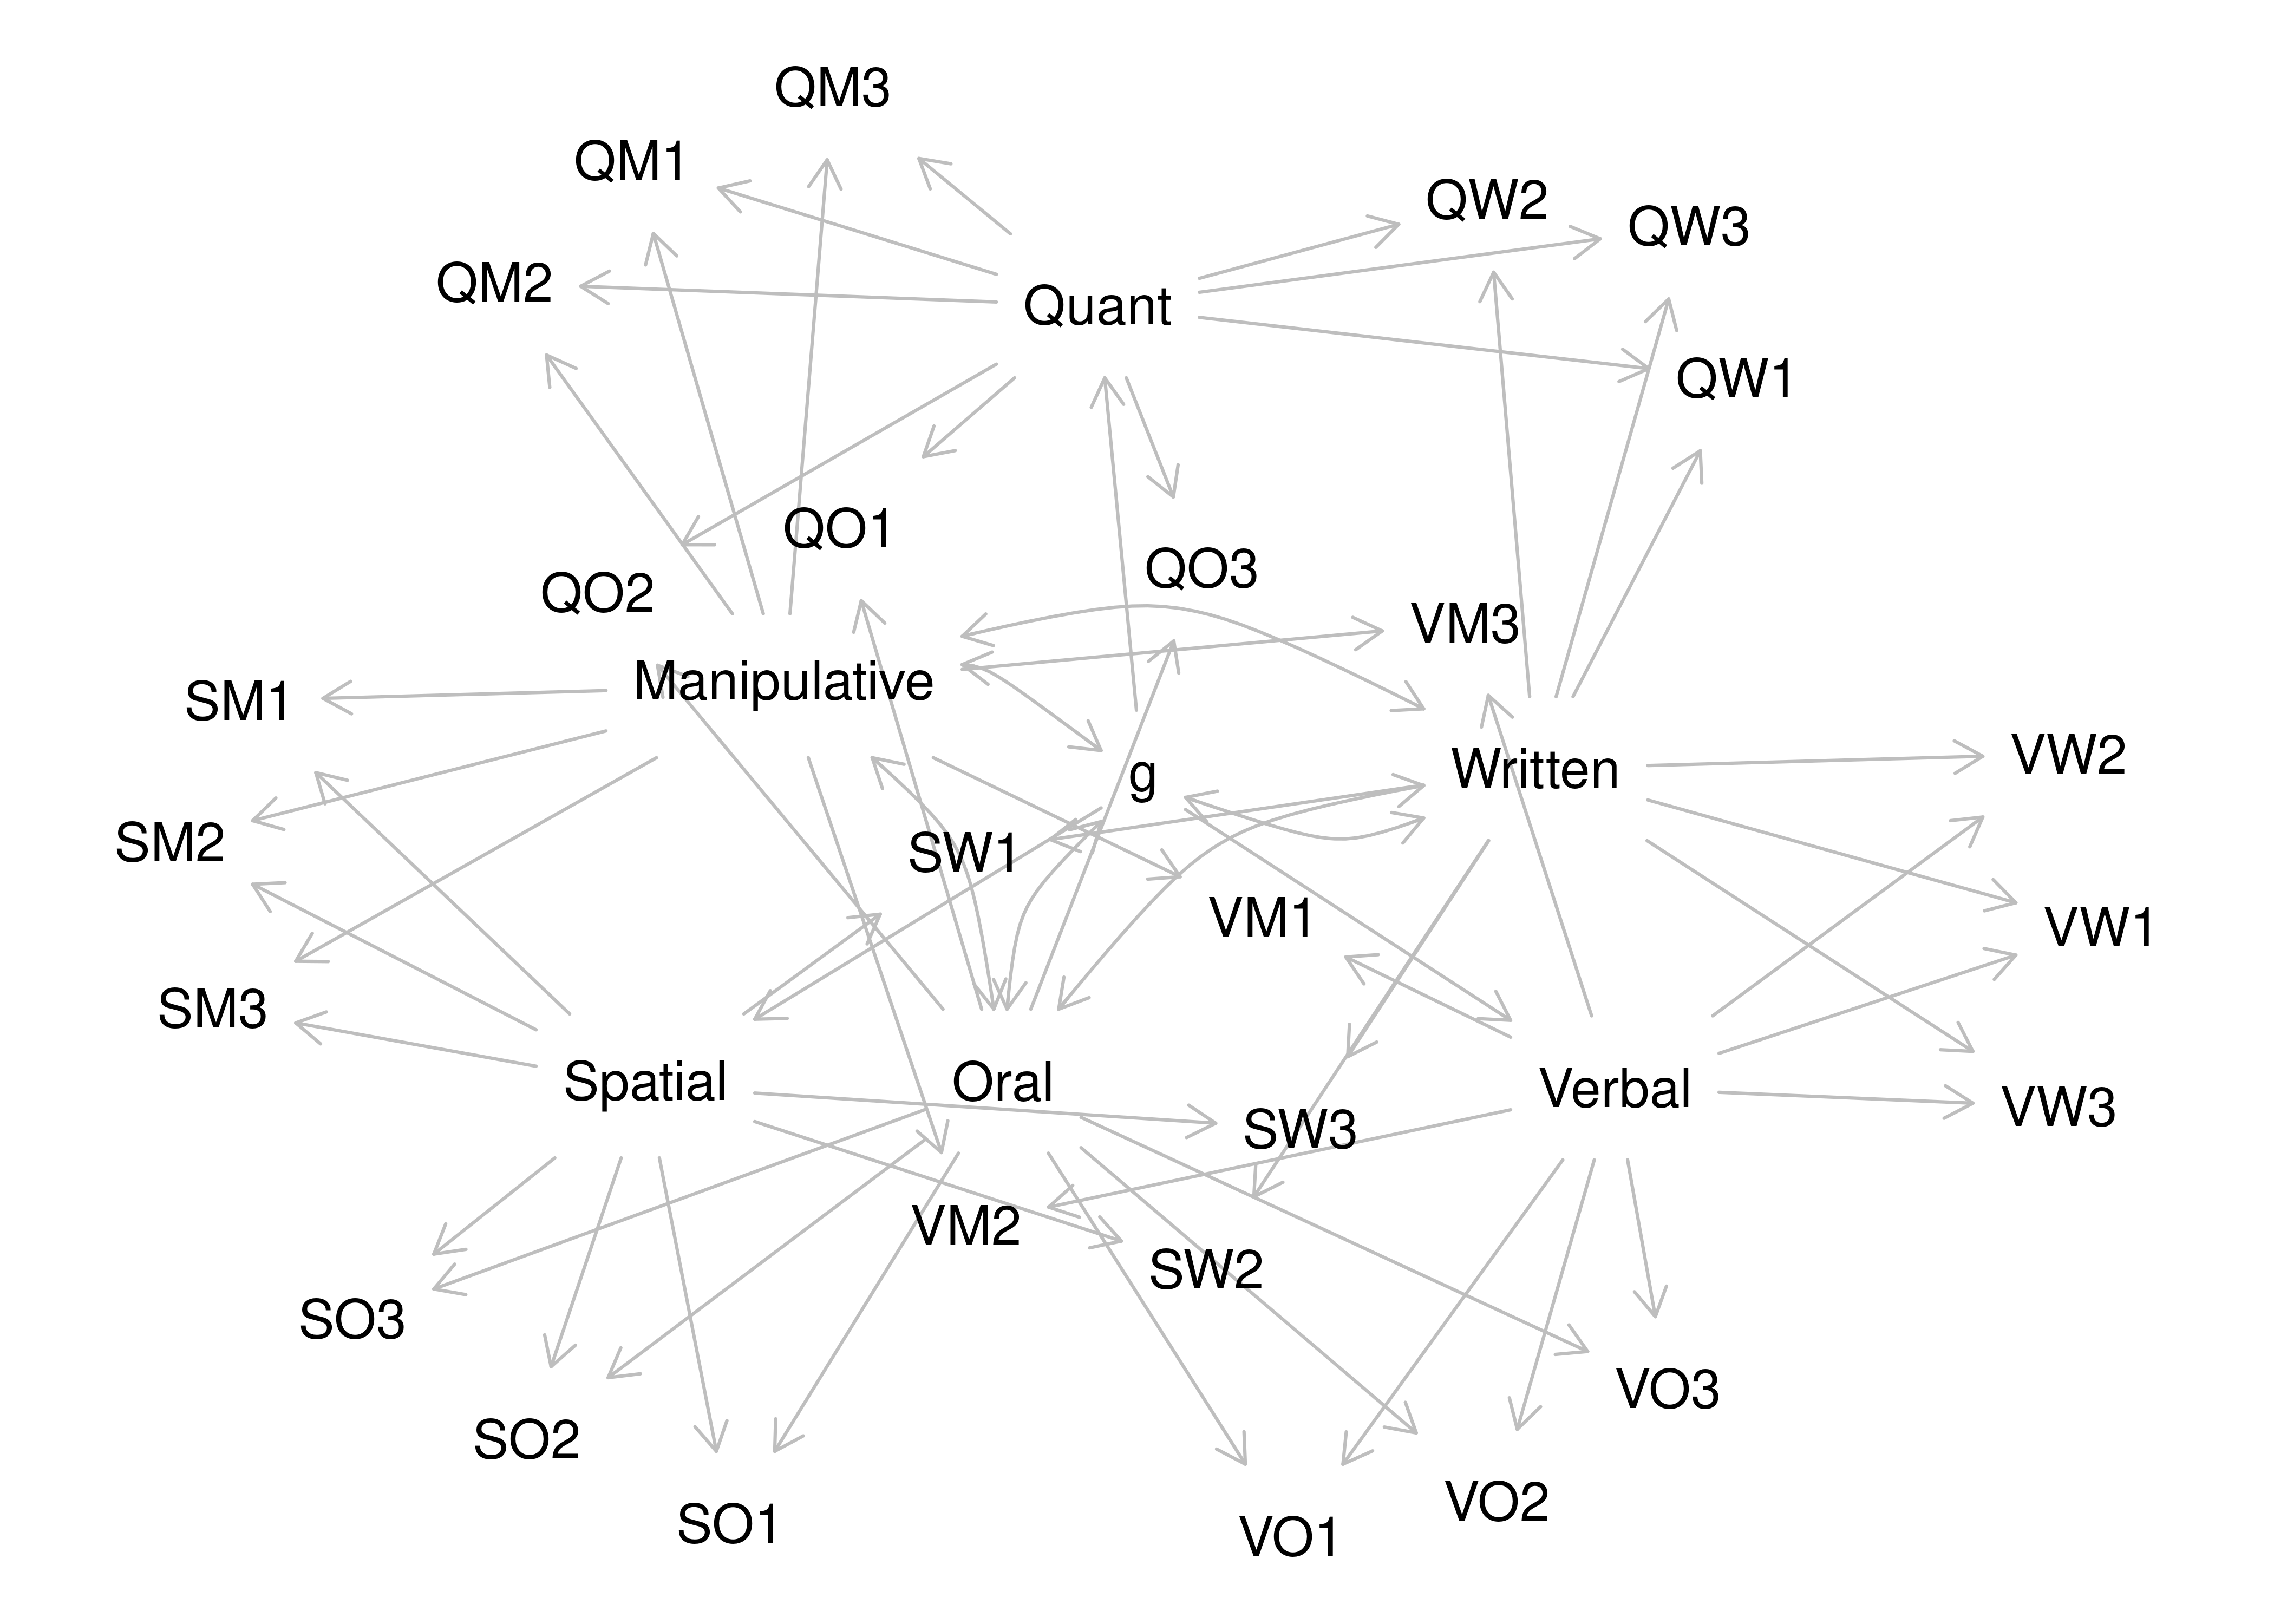 QM3
QM1
QW2
QW3
QM2
Quant
QW1
QO1
QO3
QO2
VM3
Manipulative
SM1
VW2
Written
g
SM2
SW1
VM1
VW1
SM3
Spatial
Oral
Verbal
VW3
SW3
VM2
SW2
SO3
VO3
SO2
VO2
SO1
VO1